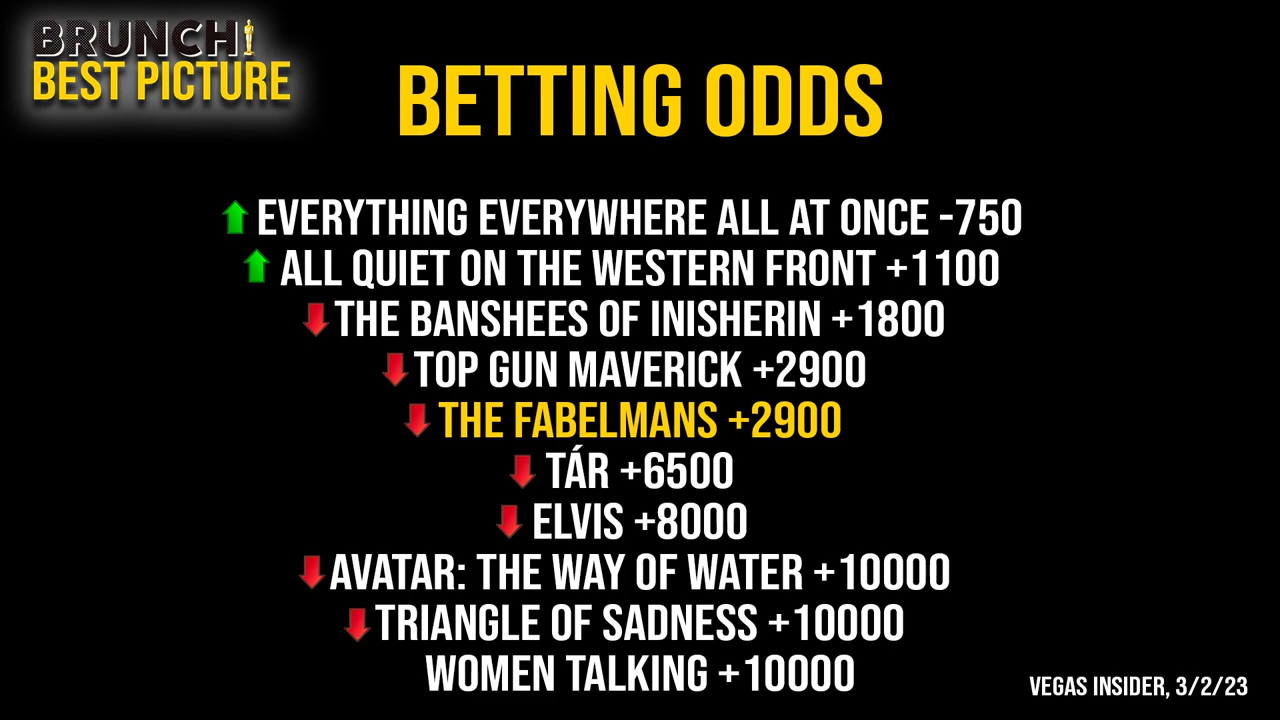 BRUNCH
BEST PICTURE
BETTING ODDS
EVERYTHING EVERYWHERE ALL AT ONCE -750
ALL QUIET ON THE WESTERN FRONT +1100
THE BANSHEES OF INISHERIN +1800
TOP GUN MAVERICK +2900
THE FABELMANS +2900
TÁR +6500
ELVIS +8000
AVATAR: THE WAY OF WATER +10000
TRIANGLE OF SADNESS +10000
WOMEN TALKING +10000
VEGAS INSIDER, 3/2/23